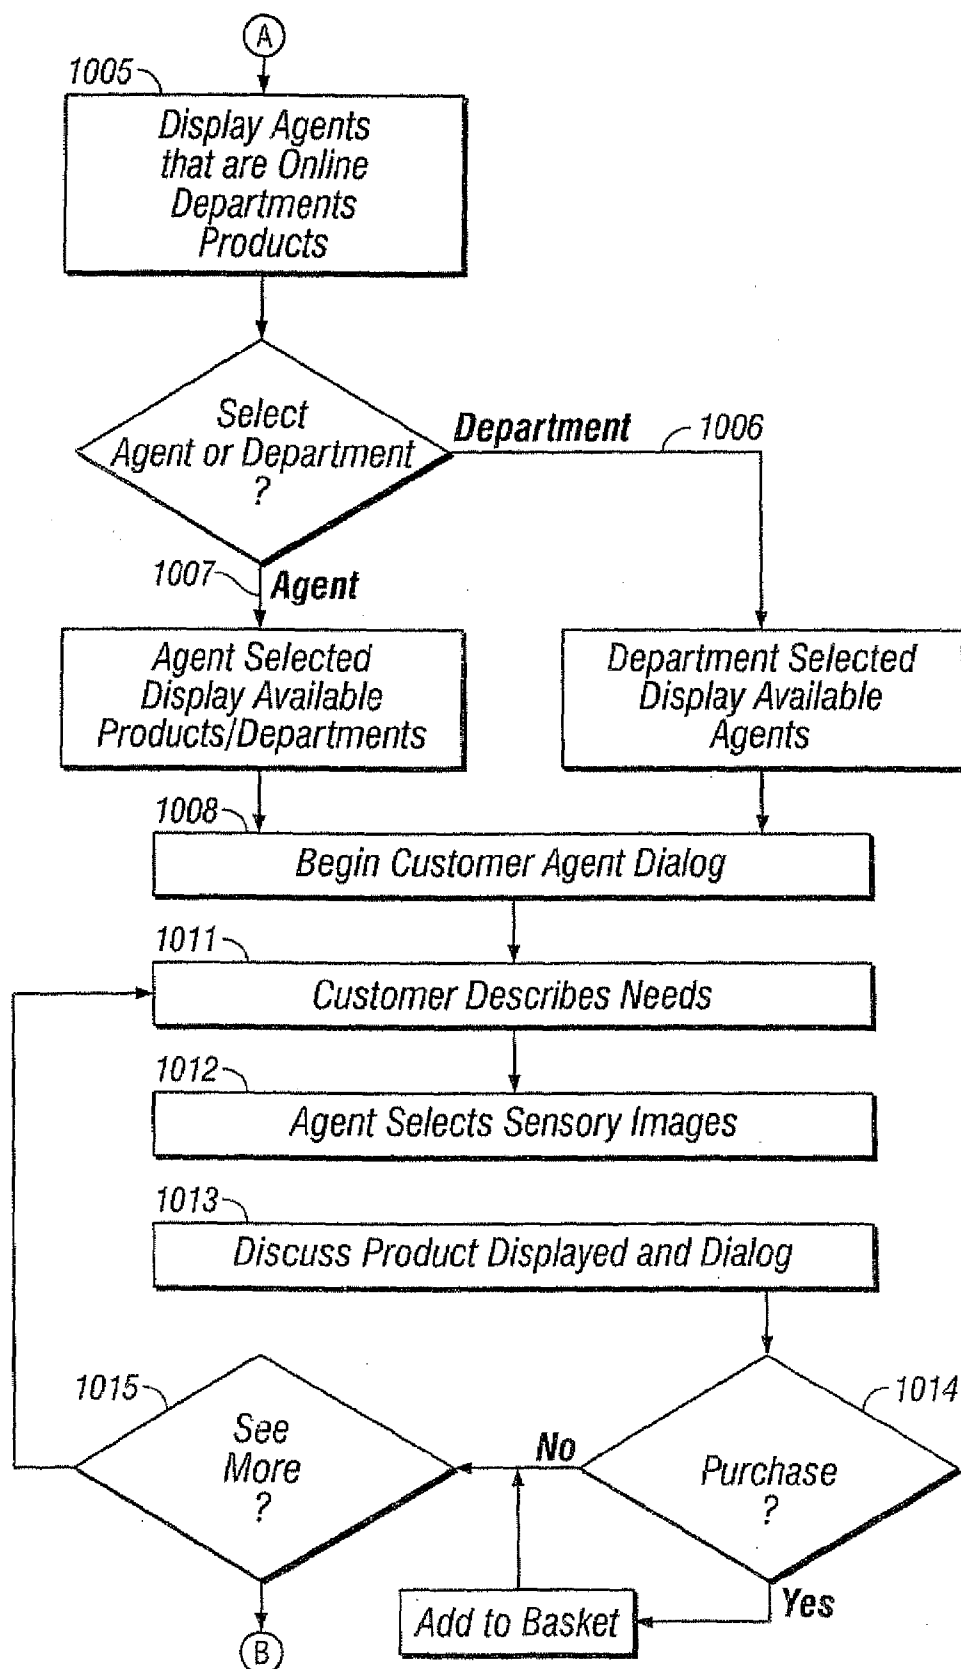 A
1005
Display Agents
that are Online
Departments
Products
Select
Agent or Department
?
Department
1006
1007
Agent
Agent Selected
Display Available
Products/Departments
Department Selected
Display Available
Agents
1008
Begin Customer Agent Dialog
1011
Customer Describes Needs
1012
Agent Selects Sensory Images
1013
Discuss Product Displayed and Dialog
1015
See
More
?
No
1014
Purchase
?
Yes
Add to Basket
B